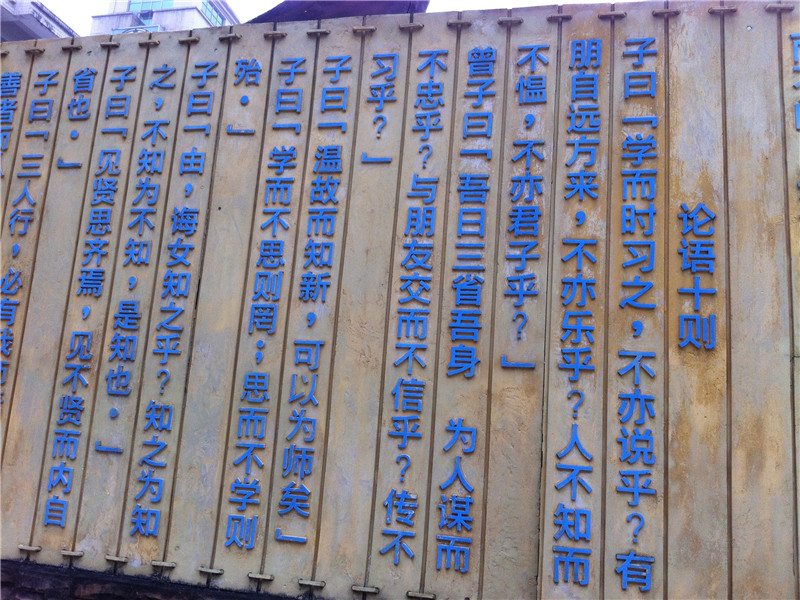 论语十则
子曰「学而时习之，不亦说乎？有
朋自远方来，不亦乐乎？人不知而
不愠，不亦君子乎？」
曾子曰「吾日三省吾身　为人谋而
不忠乎？与朋友交而不信乎？传不
习乎？」
子曰「温故而知新，可以为师矣」
子曰「学而不思则罔；思而不学则
殆．」
子曰「由，诲女知之乎？知之为知
之，不知为不知，是知也．」
子曰「见贤思齐焉，见不贤而内自
省也．」
子曰「三人行，必有
善者而